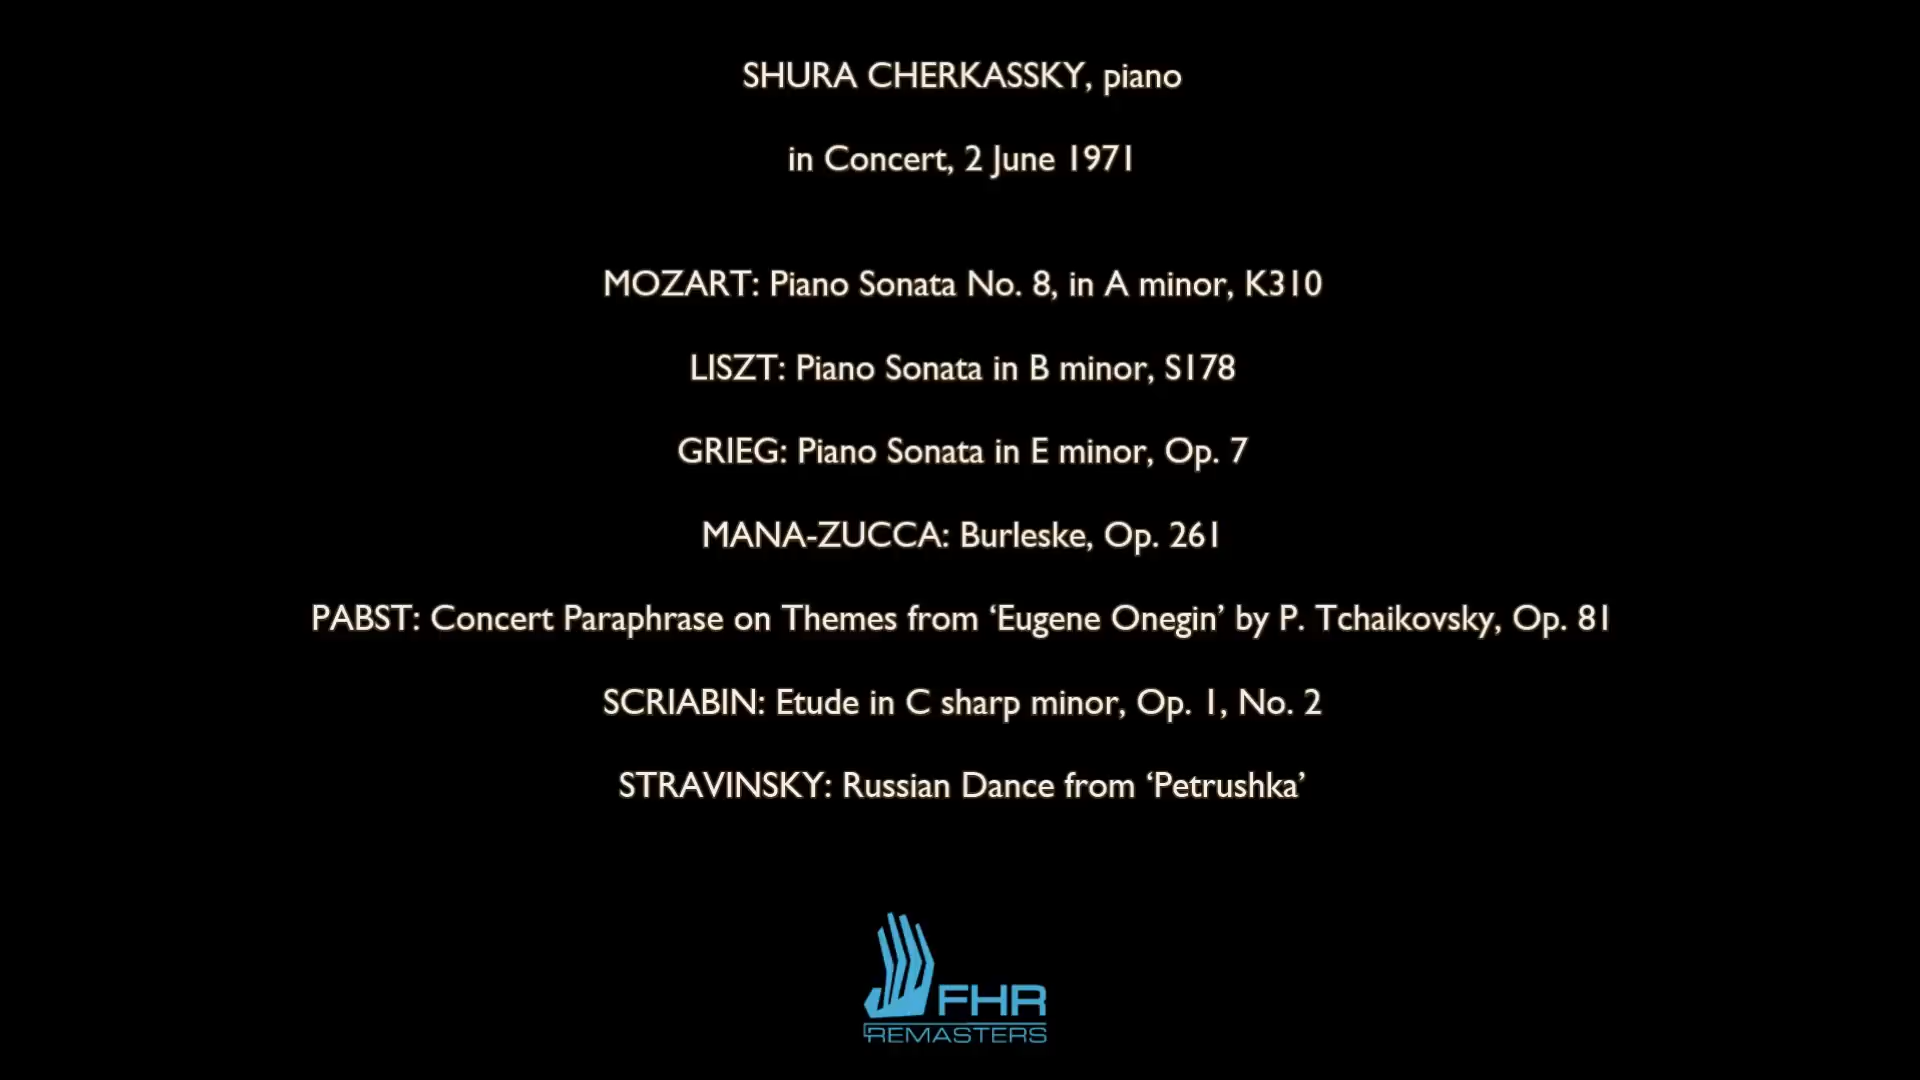 SHURA CHERKASSKY, piano
in Concert, 2 June 1971
MOZART: Piano Sonata No. 8, in A minor, K310
LISZT: Piano Sonata in B minor, S178
GRIEG: Piano Sonata in E minor, Op. 7
MANA-ZUCCA: Burleske, Op. 261
PABST: Concert Paraphrase on Themes from ‘Eugene Onegin’ by P. Tchaikovsky, Op. 81
SCRIABIN: Etude in C sharp minor, Op. 1, No. 2
STRAVINSKY: Russian Dance from ‘Petrushka’
FHR
REMASTERS